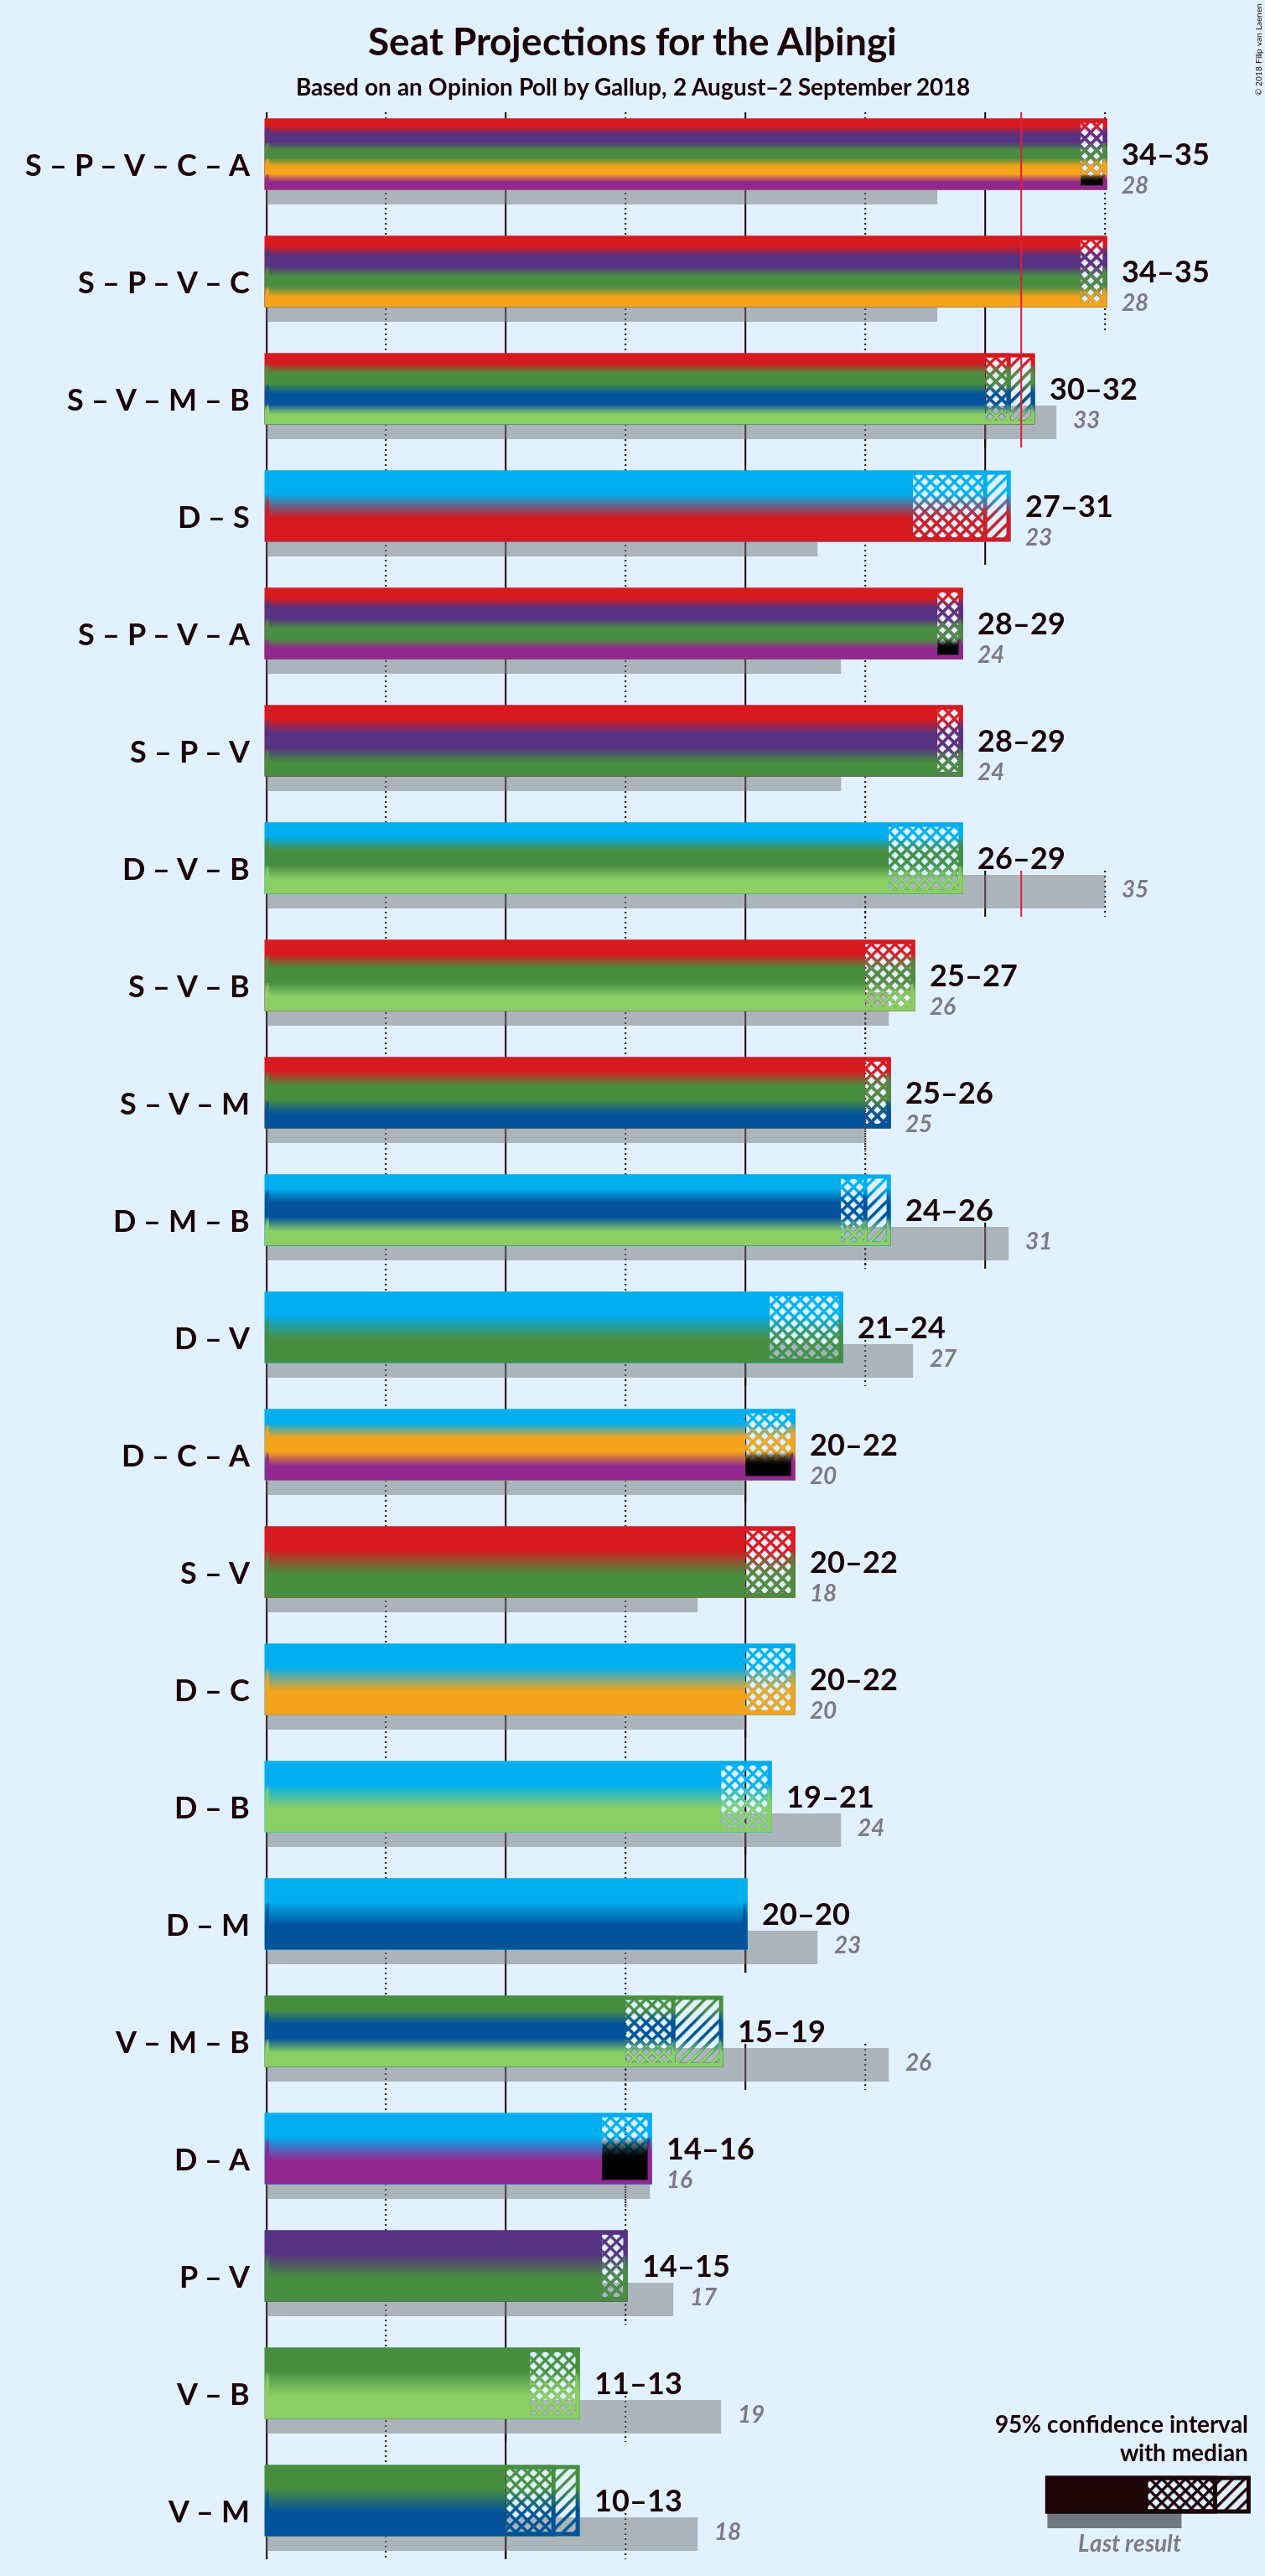 © 2018 Filip van Laenen
Seat Projections for the Alþingi
Based on an Opinion Poll by Gallup, 2 August–2 September 2018
S – P – V – C – A
34–35
28
S – P – V – C
34–35
28
S – V – M – B
30–32
33
D – S
27–31
23
S – P – V – A
28–29
24
S – P – V
28–29
24
D – V – B
26–29
35
S – V – B
25–27
26
S – V – M
25–26
25
D – M – B
24–26
31
D – V
21–24
27
D – C – A
20–22
20
S – V
20–22
18
D – C
20–22
20
D – B
19–21
24
D – M
20–20
23
V – M – B
15–19
26
D – A
14–16
16
P – V
14–15
17
V – B
11–13
19
V – M
10–13
18
95% confidence interval
with median
Last result